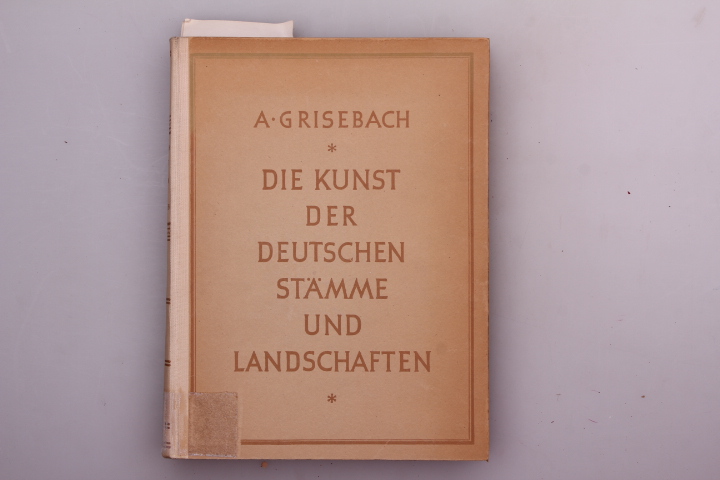 A·GRISEBACH
*
DIE KUNST
DER
DEUTSCHEN
STÄMME
UND
LANDSCHAFTEN
*